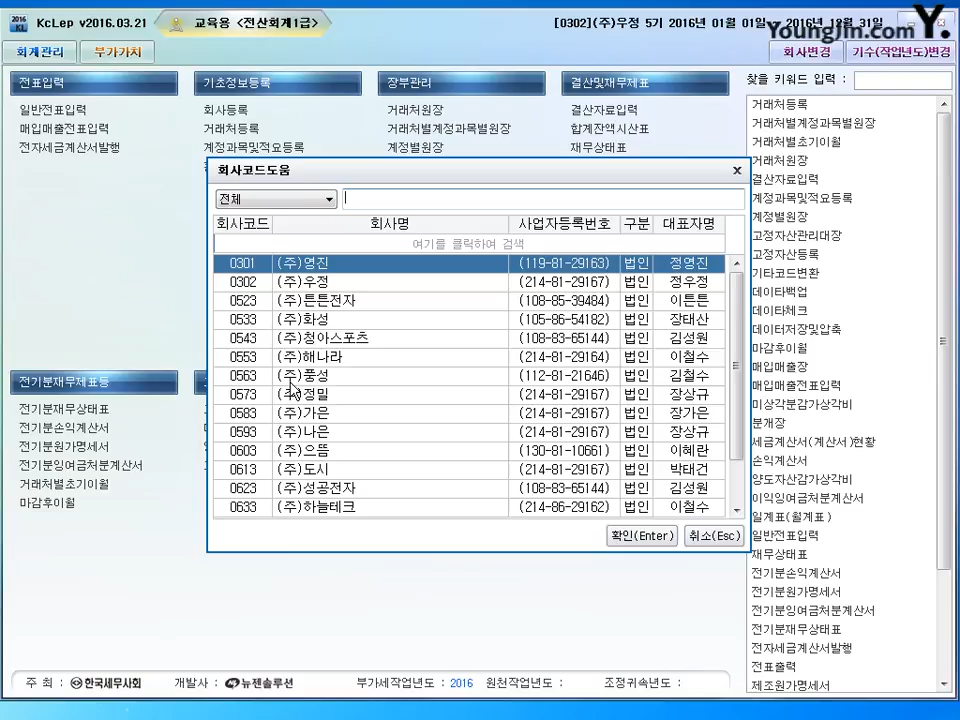 2016 KL KcLep v2016.03.21 교육용 <전산회계1급> [0302](주)우정 5기 2016년 01월 01일 ~ 2016년 12월 31일
YoungJim.com Y.
회계관리 부가가치 회사변경 기수(작업년도)변경
전표입력 기초정보등록 장부관리 결산및재무제표 찾을 키워드 입력 :
일반전표입력 회사등록 거래처원장 결산자료입력
매입매출전표입력 거래처등록 거래처별계정과목별원장 합계잔액시산표
전자세금계산서발행 계정과목및적요등록 계정별원장 재무상태표
회사코드도움
전체
회사코드 회사명 사업자등록번호 구분 대표자명
여기를 클릭하여 검색
0301 (주)영진 (119-81-29163) 법인 정영진
0302 (주)우정 (214-81-29167) 법인 정우정
0523 (주)튼튼전자 (108-85-39484) 법인 이튼튼
0533 (주)화성 (105-86-54182) 법인 장태산
0543 (주)청아스포츠 (108-83-65144) 법인 김성원
0553 (주)해나라 (214-81-29164) 법인 이철수
0563 (주)풍성 (112-81-21646) 법인 김철수
0573 (주)정밀 (214-81-29167) 법인 장상규
0583 (주)가은 (214-81-29167) 법인 장가은
0593 (주)나은 (214-81-29167) 법인 장상규
0603 (주)으뜸 (130-81-10661) 법인 이혜란
0613 (주)도시 (214-81-29167) 법인 박태건
0623 (주)성공전자 (108-83-65144) 법인 김성원
0633 (주)하늘테크 (214-86-29162) 법인 이철수
확인(Enter) 취소(Esc)
전기분재무제표등
전기분재무상태표
전기분손익계산서
전기분원가명세서
전기분잉여금처분계산서
거래처별초기이월
마감후이월
거래처등록
거래처별계정과목별원장
거래처별초기이월
거래처원장
결산자료입력
계정과목및적요등록
계정별원장
고정자산관리대장
고정자산등록
기타코드변환
데이타백업
데이타체크
데이터저장및압축
마감후이월
매입매출장
매입매출전표입력
미상각분감가상각비
분개장
세금계산서(계산서)현황
손익계산서
양도자산감가상각비
이익잉여금처분계산서
일계표(월계표)
일반전표입력
재무상태표
전기분손익계산서
전기분원가명세서
전기분잉여금처분계산서
전기분재무상태표
전자세금계산서발행
전표출력
제조원가명세서
주 최 : 한국세무사회 개발사 : 뉴젠솔루션 부가세작업년도 : 2016 원천작업년도 : 조정귀속년도 :